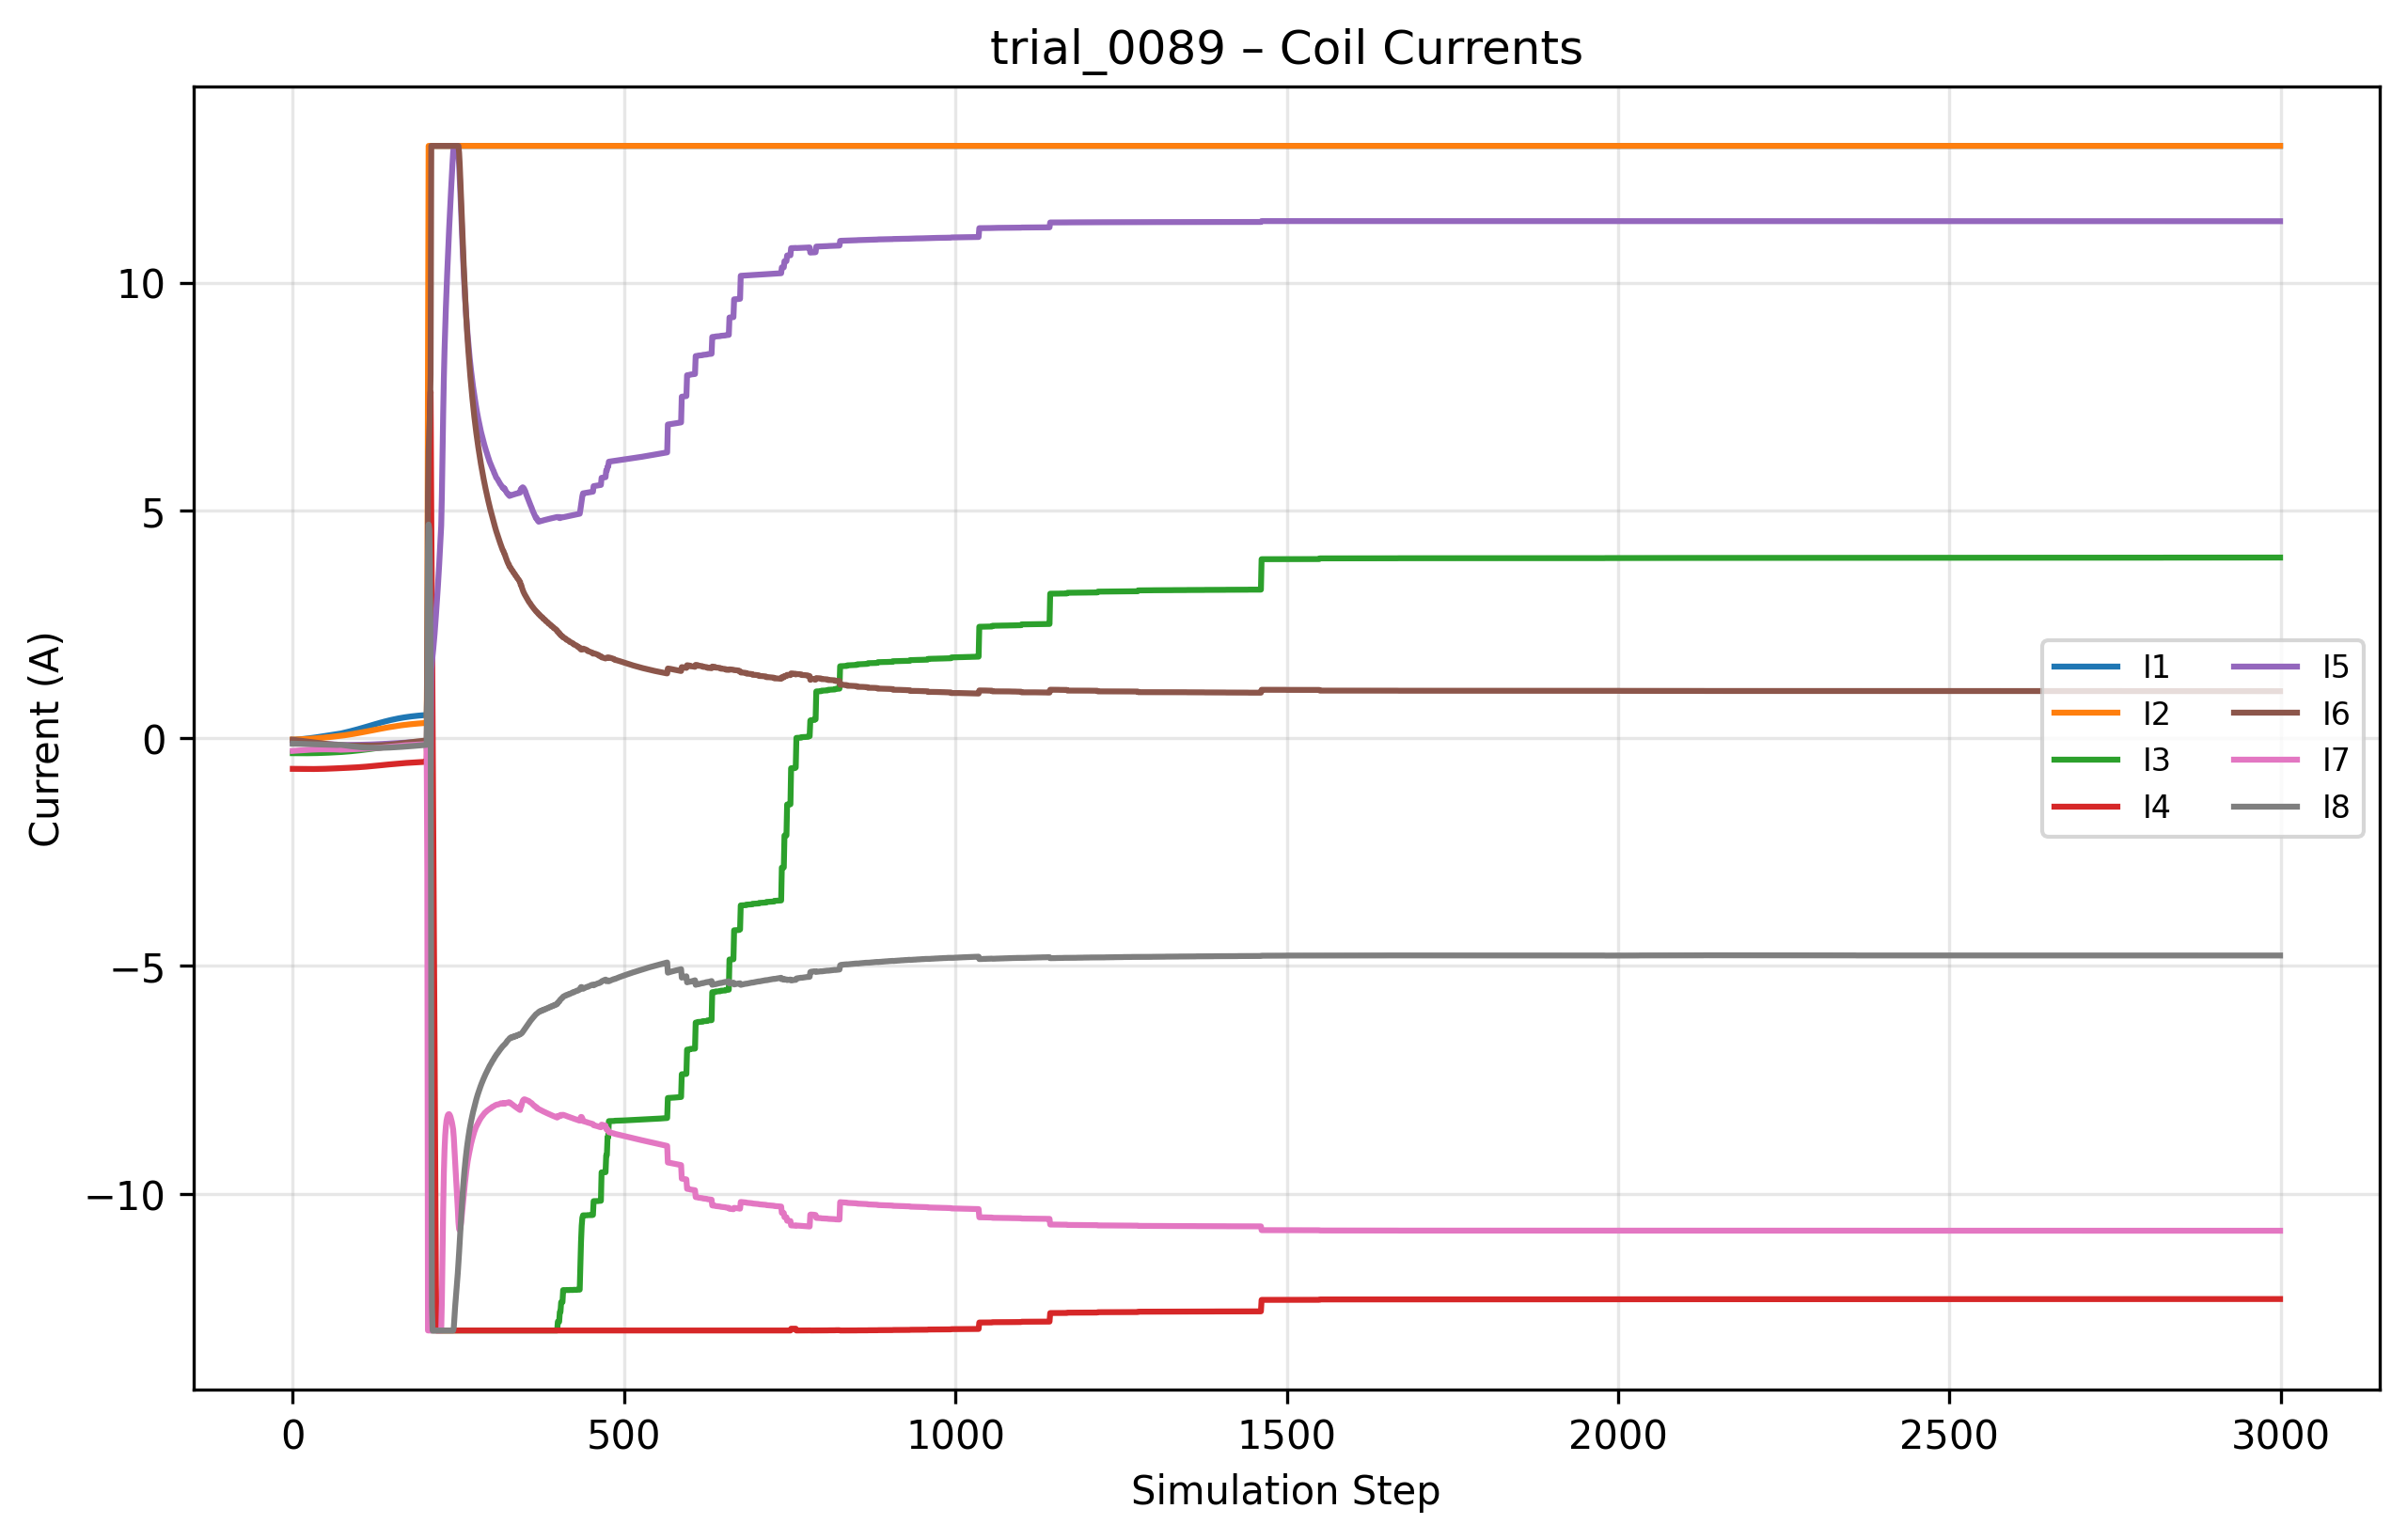 trial_0089 – Coil Currents
Current (A)
10
5
0
−5
−10
I1
I2
I3
I4
I5
I6
I7
I8
0
500
1000
1500
2000
2500
3000
Simulation Step